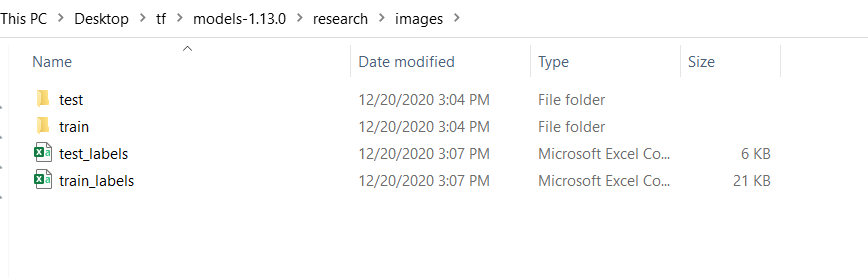 This PC > Desktop > tf > models-1.13.0 > research > images >
Name Date modified Type Size
test 12/20/2020 3:04 PM File folder
train 12/20/2020 3:04 PM File folder
test_labels 12/20/2020 3:07 PM Microsoft Excel Co... 6 KB
train_labels 12/20/2020 3:07 PM Microsoft Excel Co... 21 KB